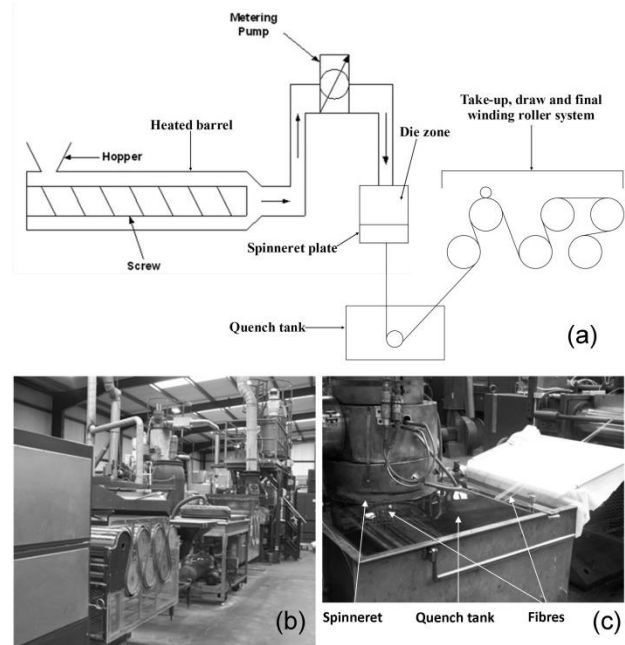 Metering
Pump
Heated barrel
Take-up, draw and final
winding roller system
Hopper
Die zone
Spinneret plate
Screw
Quench tank
(a)
(b)
Spinneret
Quench tank
Fibres
(c)